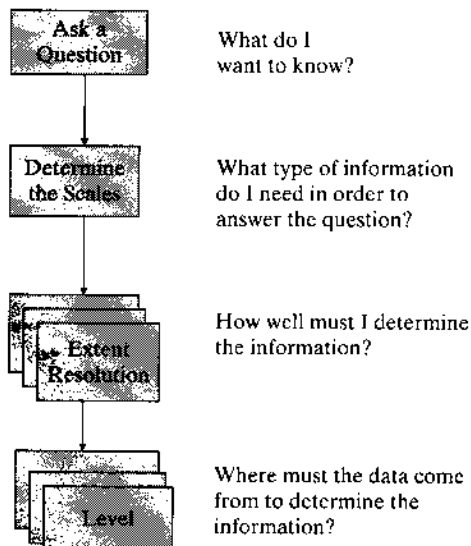 Ask a
Question
What do I
want to know?
Determine
the Scales
What type of information
do I need in order to
answer the question?
Extent
Resolution
How well must I determine
the information?
Level
Where must the data come
from to determine the
information?